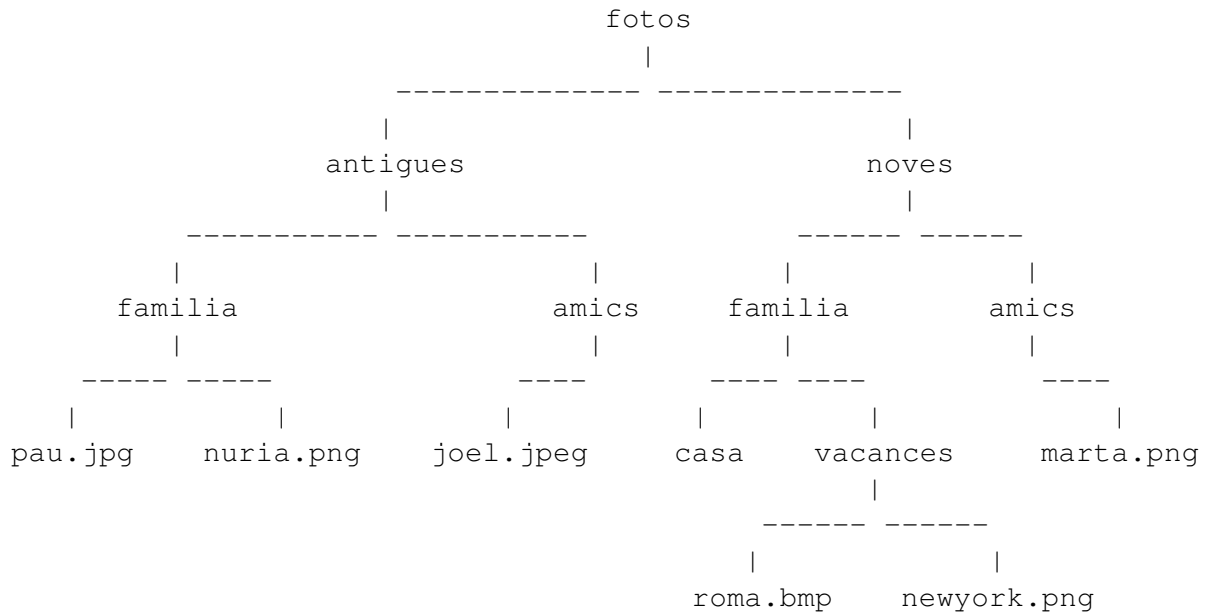 fotos
antigues noves
familia amics familia amics
pau.jpg nuria.png joel.jpeg casa vacances marta.png
roma.bmp newyork.png